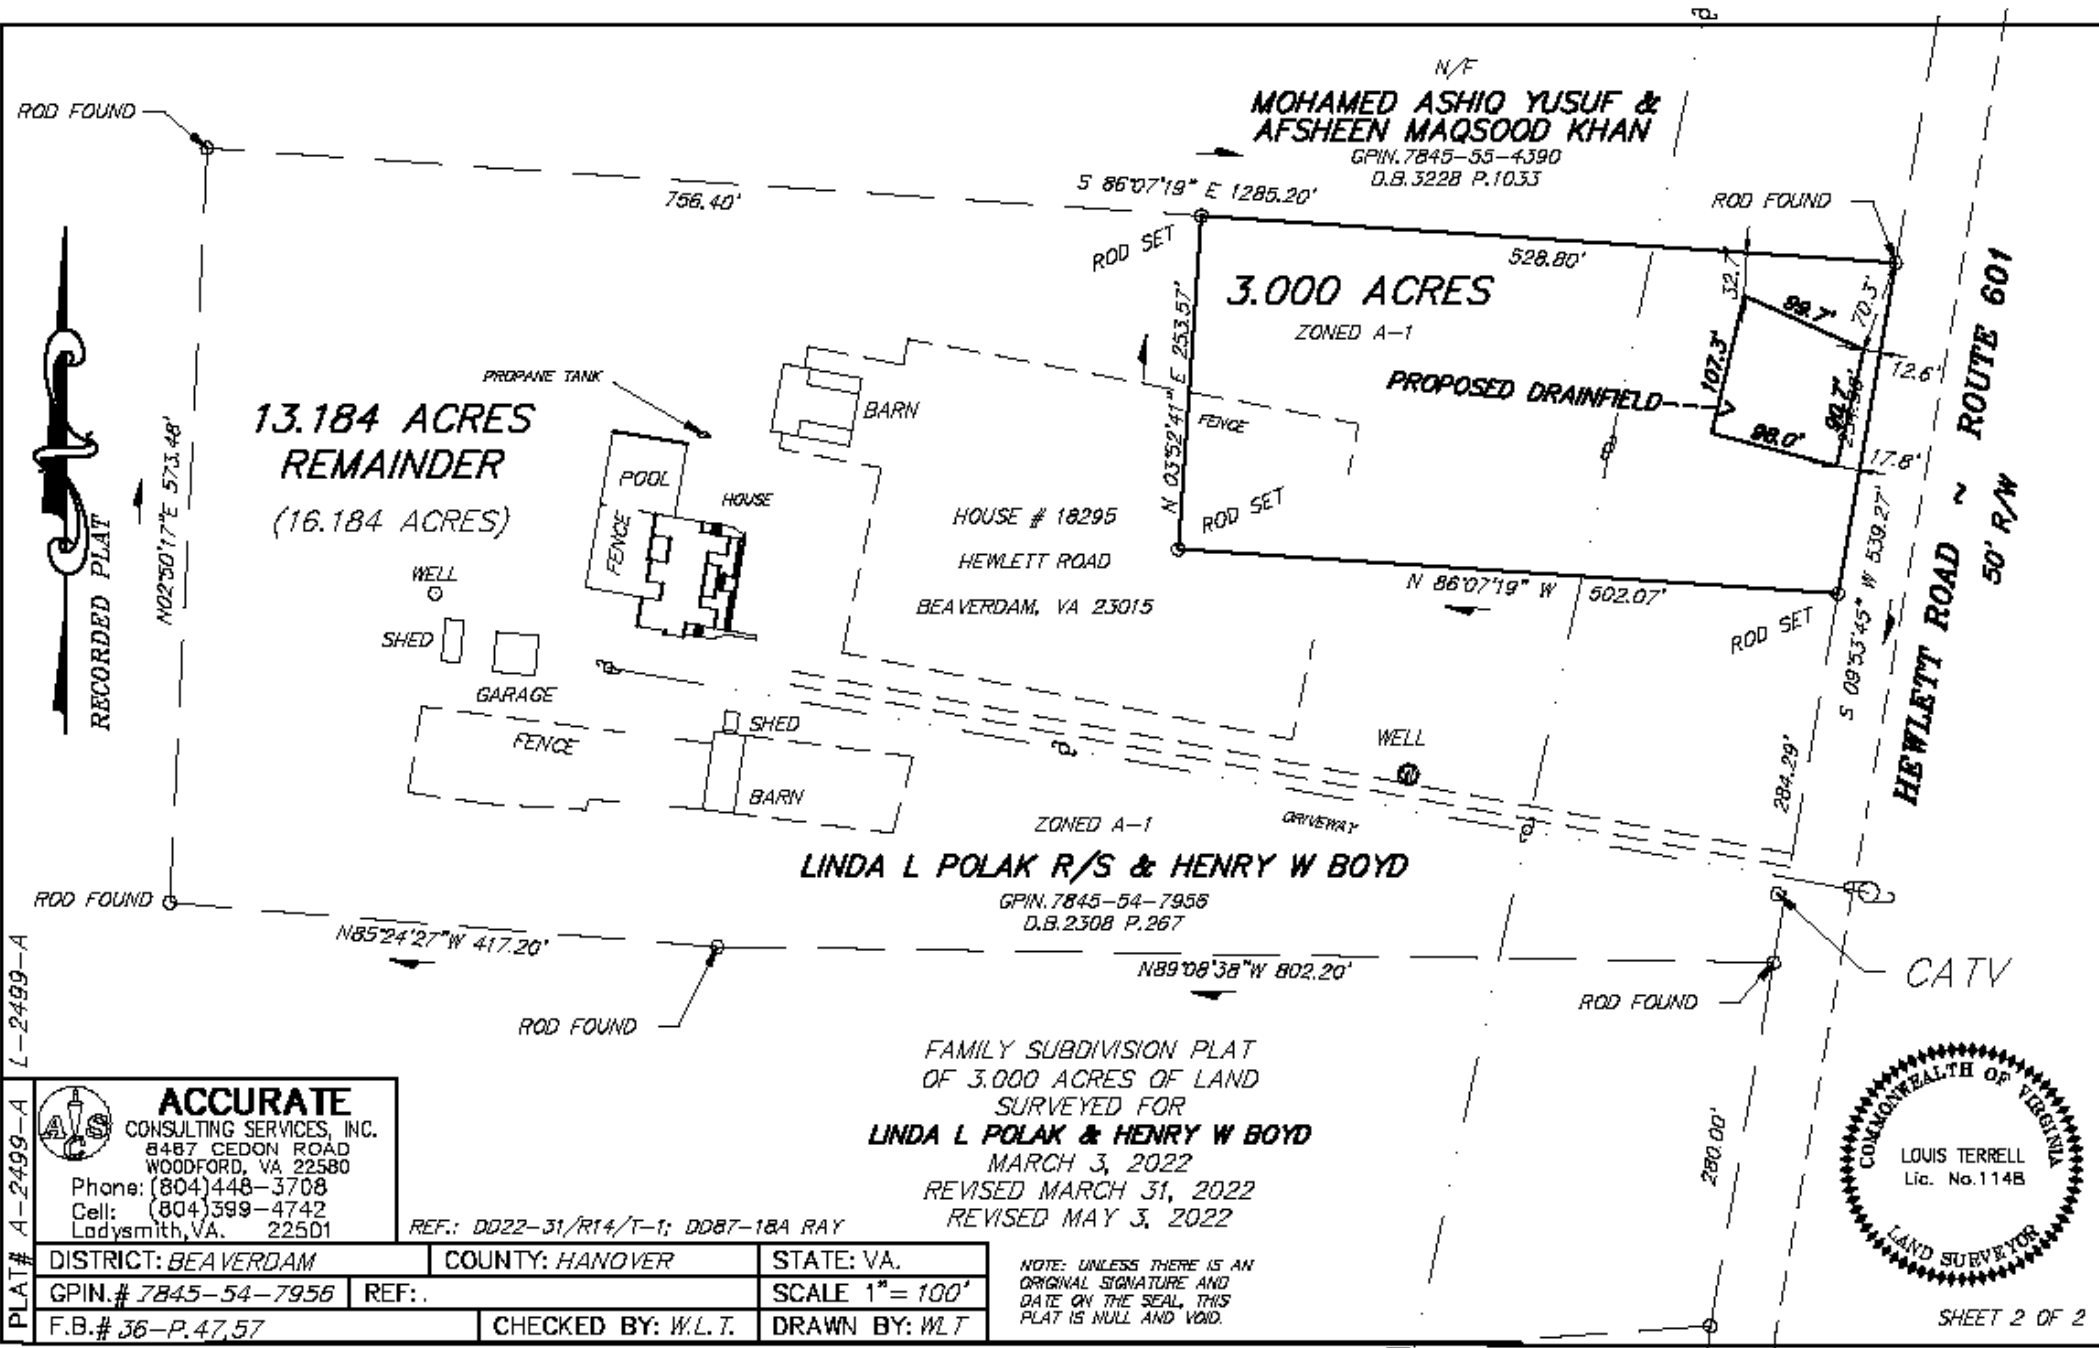 N/F
MOHAMED ASHIQ YUSUF &
AFSHEEN MAQSOOD KHAN
GPIN.7845-55-4390
D.B.3228 P.1033
ROD FOUND
S 86°07'19" E 1285.20'
756.40'
ROD SET
528.80'
ROD FOUND
32.7'
70.3'
99.7'
107.3'
90.7'
98.0'
12.6'
17.8'
3.000 ACRES
ZONED A-1
PROPOSED DRAINFIELD
N 03°52'41" E 253.57'
FENCE
ROD SET
N 86°07'19" W 502.07'
ROD SET
S 09°53'45" W 539.27'
HEWLETT ROAD ~ ROUTE 601
50' R/W
284.29'
RECORDED PLAT
N02°50'17"E 573.48'
13.184 ACRES
REMAINDER
(16.184 ACRES)
PROPANE TANK
BARN
POOL
HOUSE
FENCE
WELL
SHED
GARAGE
HOUSE # 18295
HEWLETT ROAD
BEAVERDAM, VA 23015
FENCE
SHED
BARN
WELL
DRIVEWAY
ZONED A-1
LINDA L POLAK R/S & HENRY W BOYD
GPIN.7845-54-7956
D.B.2308 P.267
ROD FOUND
N85°24'27"W 417.20'
ROD FOUND
N89°08'38"W 802.20'
ROD FOUND
CATV
280.00'
FAMILY SUBDIVISION PLAT
OF 3.000 ACRES OF LAND
SURVEYED FOR
LINDA L POLAK & HENRY W BOYD
MARCH 3, 2022
REVISED MARCH 31, 2022
REVISED MAY 3, 2022
NOTE: UNLESS THERE IS AN
ORIGINAL SIGNATURE AND
DATE ON THE SEAL, THIS
PLAT IS NULL AND VOID.
COMMONWEALTH OF VIRGINIA
LOUIS TERRELL
Lic. No.1148
LAND SURVEYOR
SHEET 2 OF 2
L-2499-A
PLAT# A-2499-A
ACSI
ACCURATE
CONSULTING SERVICES, INC.
8487 CEDON ROAD
WOODFORD, VA 22580
Phone: (804)448-3708
Cell: (804)399-4742
Ladysmith,VA. 22501
REF.: DD22-31/R14/T-1; DD87-18A RAY
DISTRICT: BEAVERDAM
COUNTY: HANOVER
STATE: VA.
GPIN.# 7845-54-7956
REF:.
SCALE 1"= 100'
F.B.# 36-P.47,57
CHECKED BY: W.L.T.
DRAWN BY: WLT